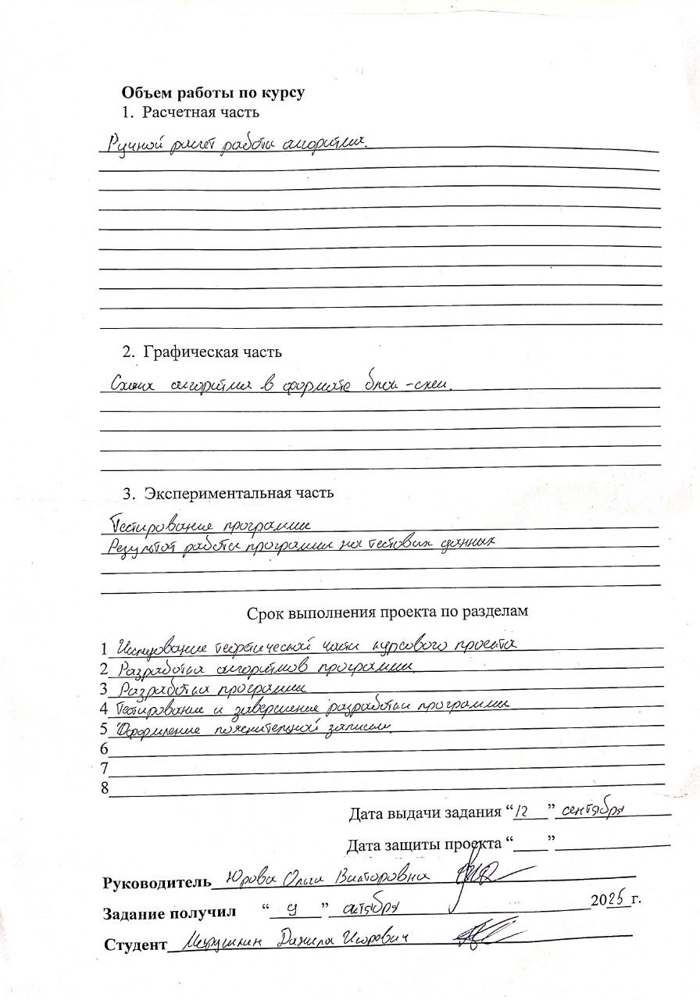 Объем работы по курсу
1. Расчетная часть
Ручной расчет работы алгоритма.
2. Графическая часть
Схема алгоритма в формате блок-схем.
3. Экспериментальная часть
Тестирование программы
Результат работы программы на тестовых данных
Срок выполнения проекта по разделам
1 Исследование теоретической части курсового проекта
2 Разработка алгоритмов программы
3 Разработка программы
4 Тестирование и завершение разработки программы
5 Оформление пояснительной записки
6
7
8
Дата выдачи задания “12” сентября
Дата защиты проекта “ ”
Руководитель Юрова Ольга Викторовна
Задание получил “9” октября 2025 г.
Студент Данила Игоревич